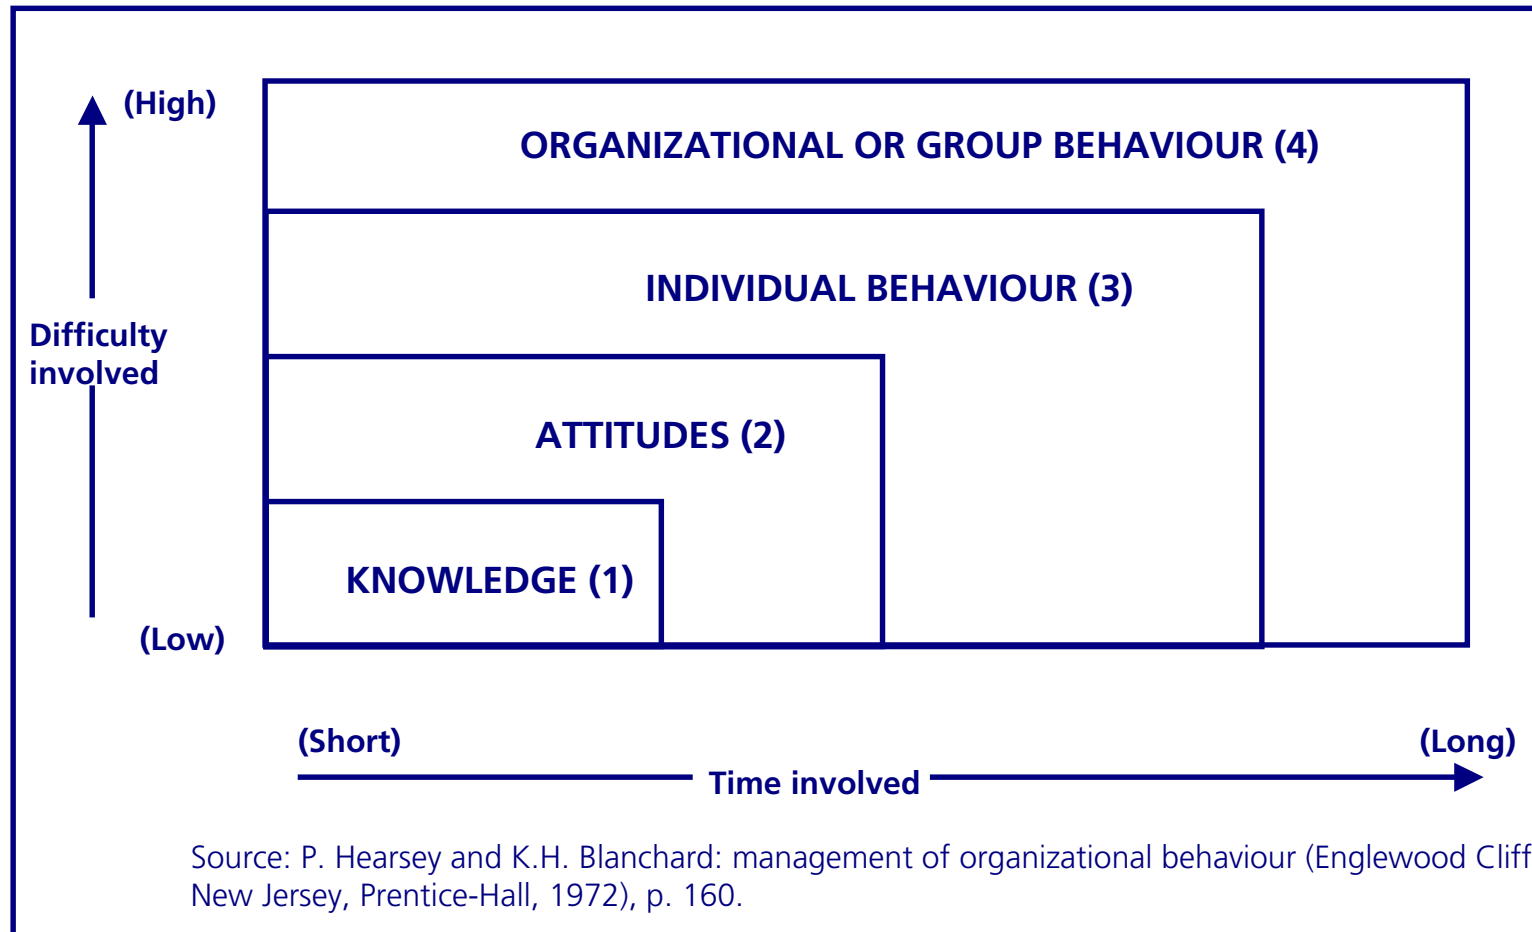 (High)
ORGANIZATIONAL OR GROUP BEHAVIOUR (4)
INDIVIDUAL BEHAVIOUR (3)
Difficulty
involved
ATTITUDES (2)
KNOWLEDGE (1)
(Low)
(Short)
(Long)
Time involved
Source: P. Hearsey and K.H. Blanchard: management of organizational behaviour (Englewood Cliff
New Jersey, Prentice-Hall, 1972), p. 160.